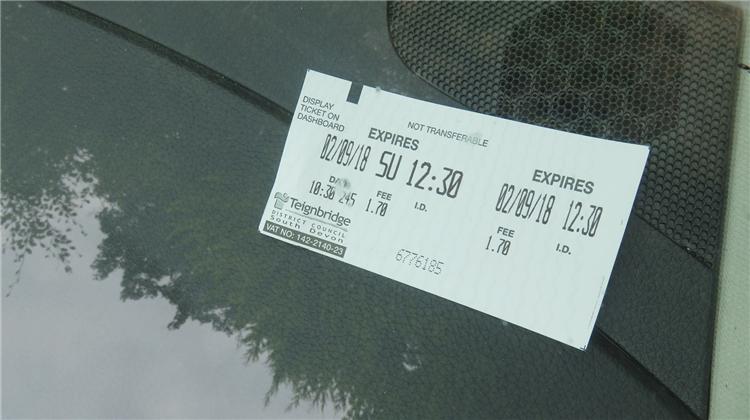 DISPLAY
TICKET ON
DASHBOARD
NOT TRANSFERABLE
EXPIRES
02/09/18 SU 12:30
DAY FEE I.D.
10:30 245 1.70
Teignbridge
DISTRICT COUNCIL
South Devon
VAT NO: 142-2140-23
6776185
EXPIRES
02/09/18 12:30
FEE I.D.
1.70